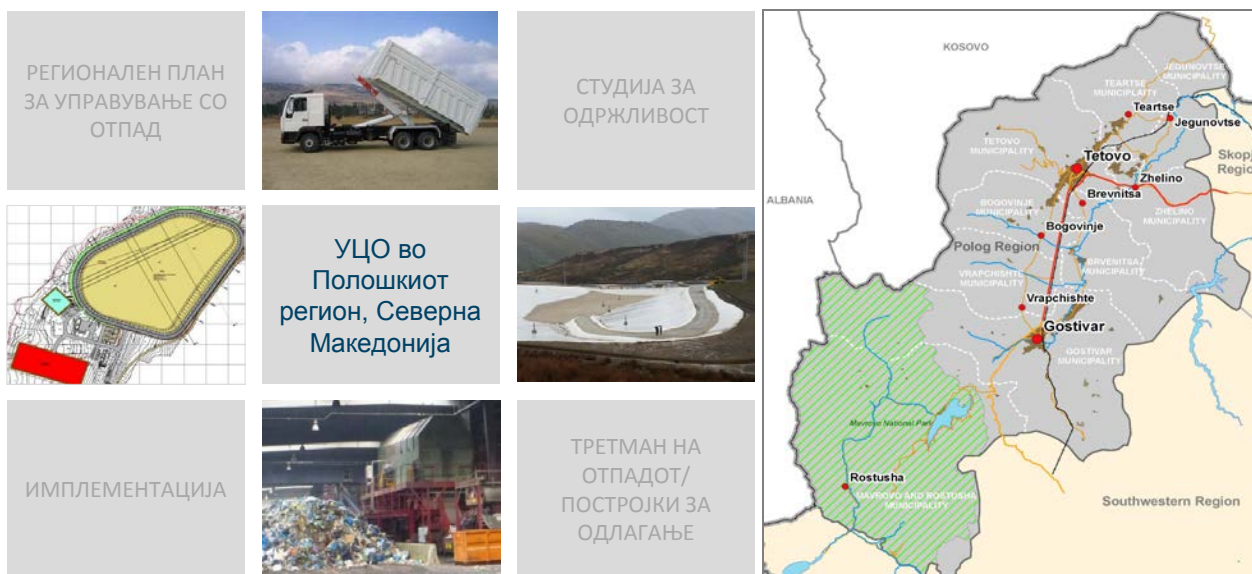 РЕГИОНАЛЕН ПЛАН
ЗА УПРАВУВАЊЕ СО
ОТПАД
СТУДИЈА ЗА
ОДРЖЛИВОСТ
УЦО во
Полошкиот
регион, Северна
Македонија
ИМПЛЕМЕНТАЦИЈА
ТРЕТМАН НА
ОТПАДОТ/
ПОСТРОЈКИ ЗА
ОДЛАГАЊЕ
KOSOVO
JEGUNOVTSE
MUNICIPALITY
TEARTSE
MUNICIPLAITY
Teartse
Jegunovtse
TETOVO
MUNICIPALITY
Tetovo
Skopj
Region
Zhelino
ALBANIA
Brevnitsa
BOGOVINJE
MUNICIPALITY
ZHELINO
MUNICIPALITY
Bogovinje
Polog Region
BRVENITSA
MUNICIPALITY
VRAPCHISHTE
MUNICIPALITY
Vrapchishte
Gostivar
GOSTIVAR
MUNICIPALITY
Mavrovo National Park
Rostusha
MAVROVO AND ROSTUSHA
MUNICIPALITY
Southwestern Region